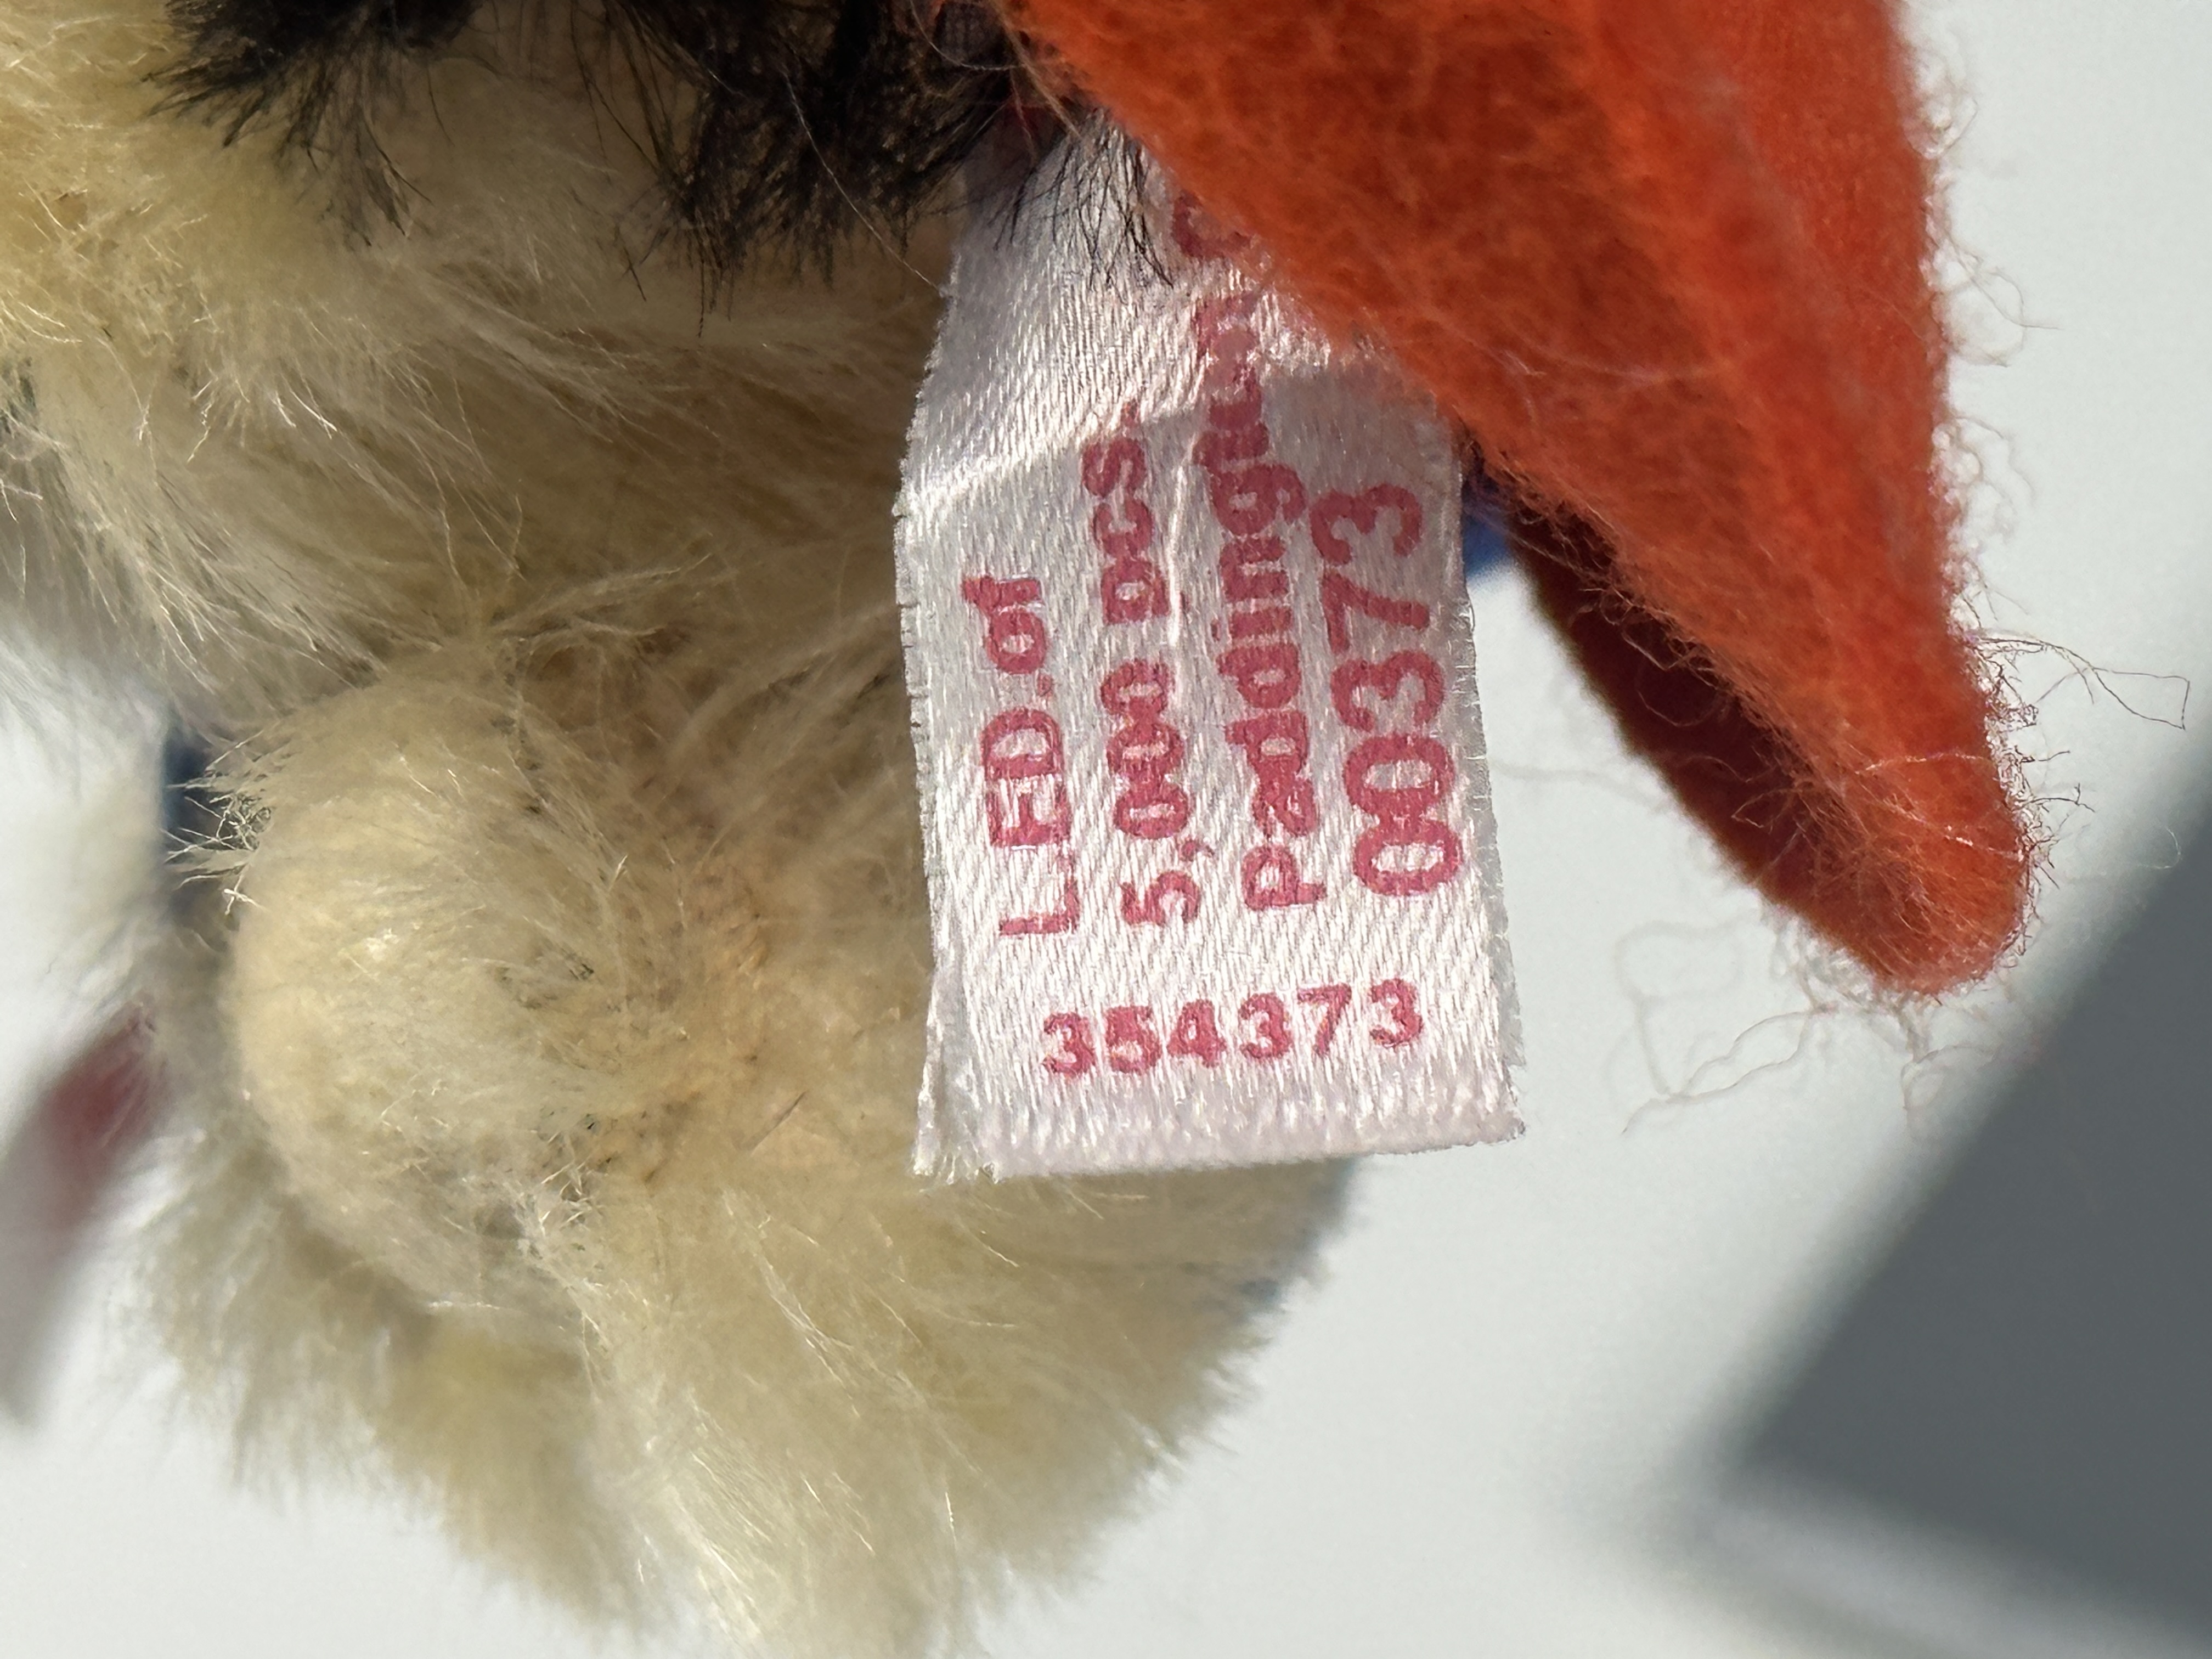 L.ED.of
5,000 pcs.
Paddington
00373
354373